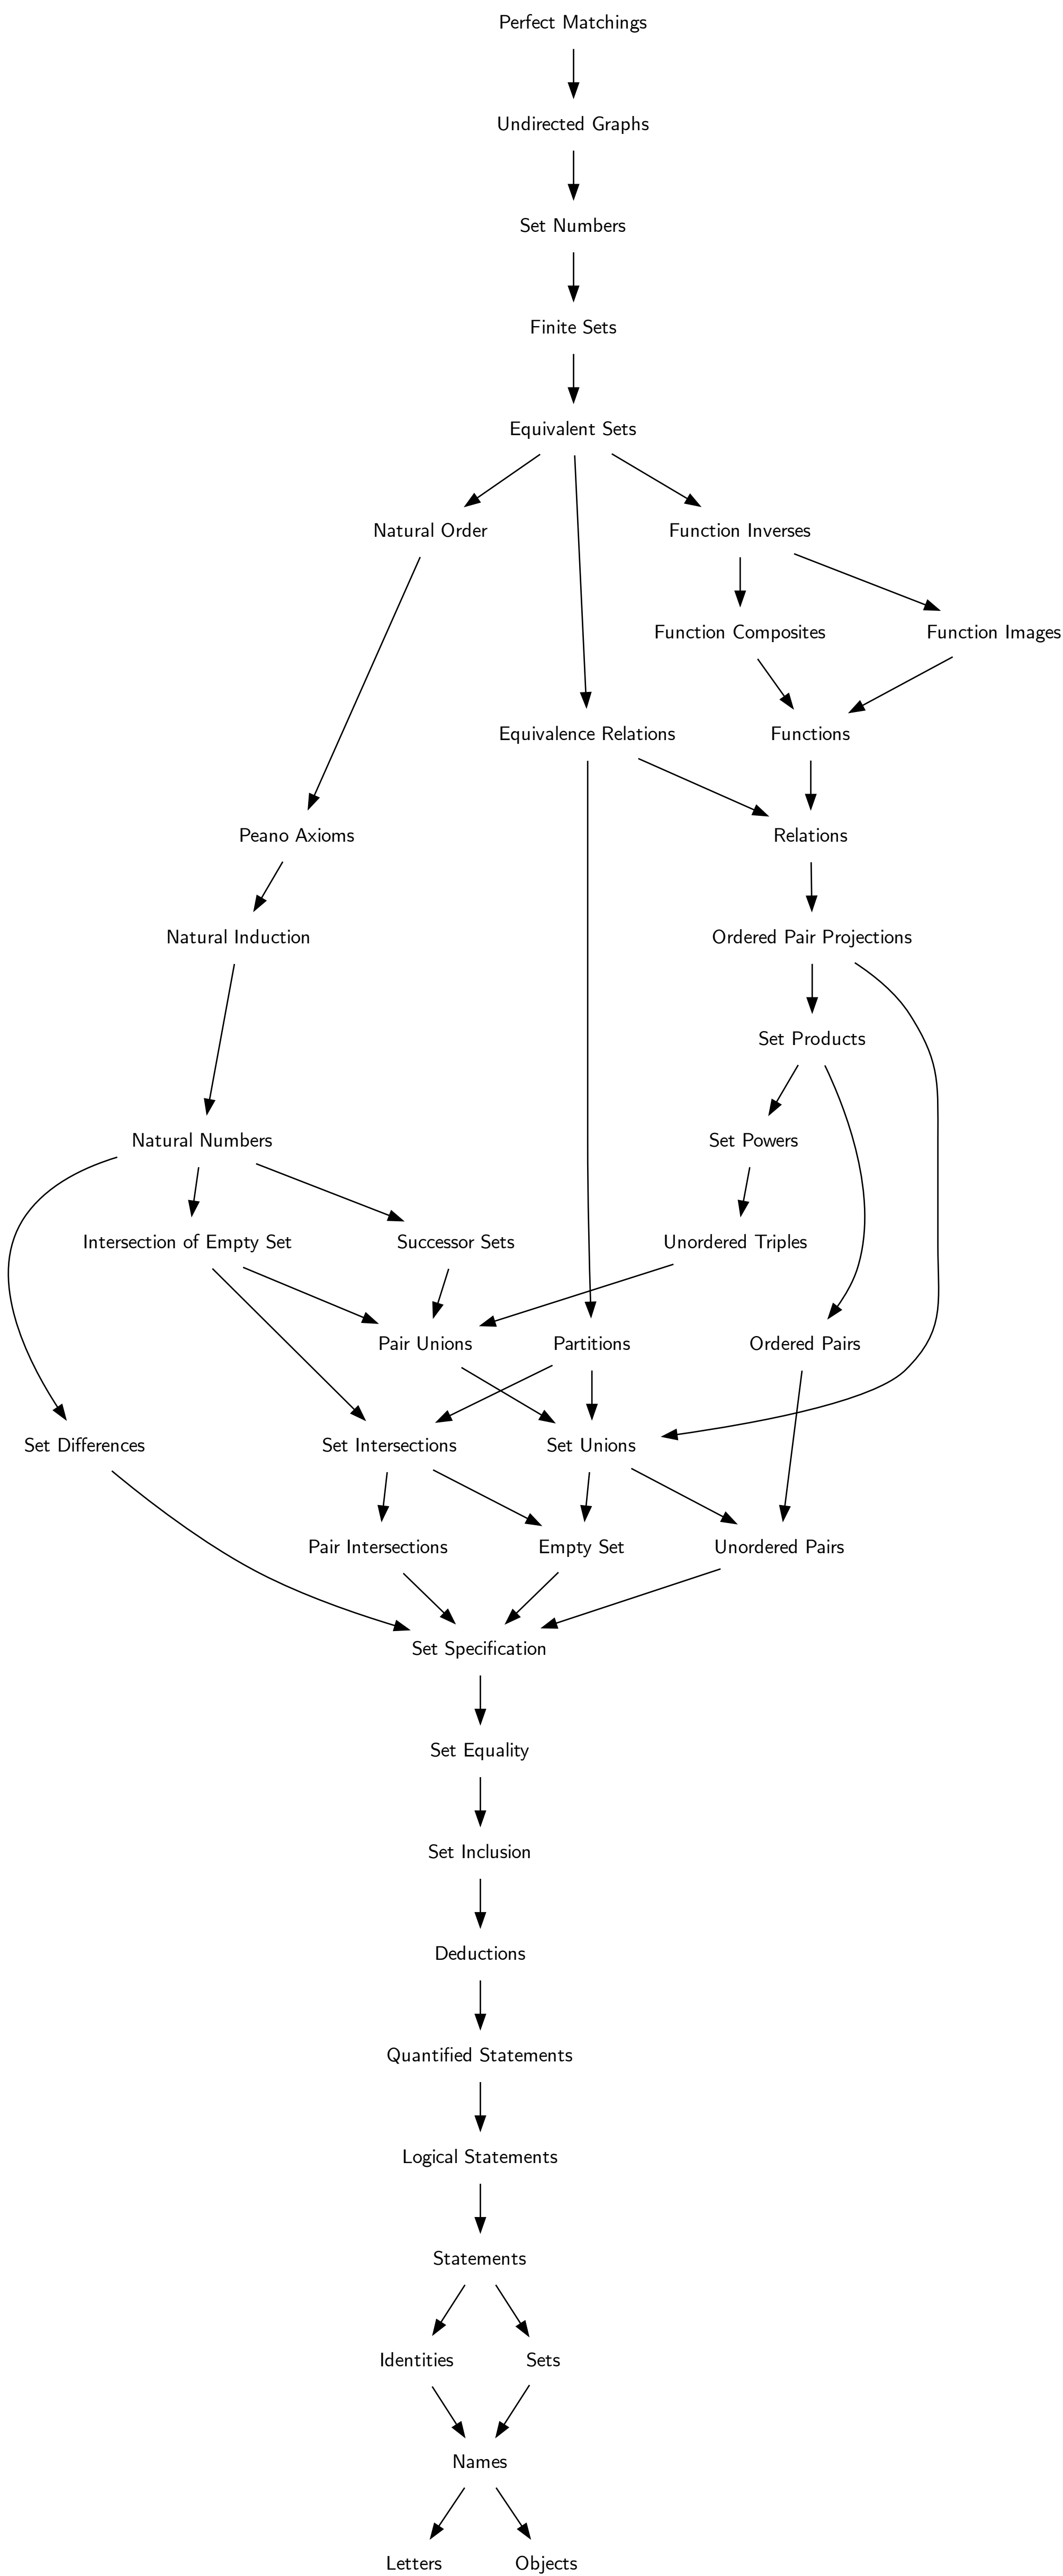 Perfect Matchings
Undirected Graphs
Set Numbers
Finite Sets
Equivalent Sets
Natural Order
Function Inverses
Function Composites
Function Images
Equivalence Relations
Functions
Peano Axioms
Relations
Natural Induction
Ordered Pair Projections
Set Products
Natural Numbers
Set Powers
Intersection of Empty Set
Successor Sets
Unordered Triples
Pair Unions
Partitions
Ordered Pairs
Set Differences
Set Intersections
Set Unions
Pair Intersections
Empty Set
Unordered Pairs
Set Specification
Set Equality
Set Inclusion
Deductions
Quantified Statements
Logical Statements
Statements
Identities
Sets
Names
Letters
Objects